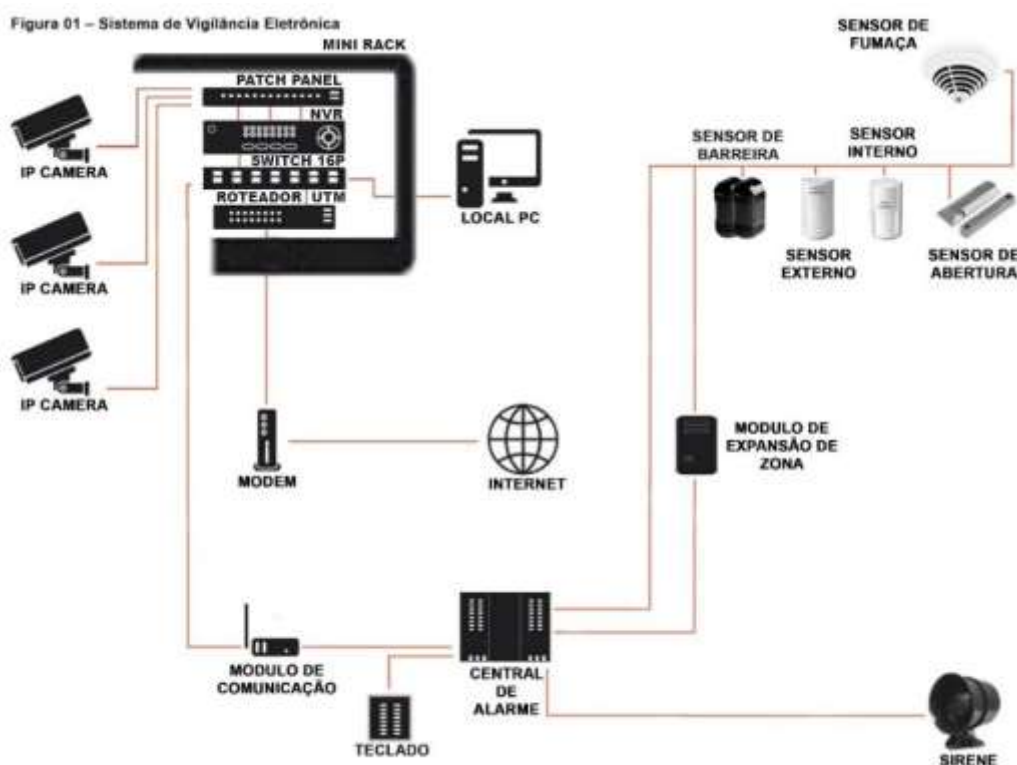 Figura 01 – Sistema de Vigilância Eletrônica
MINI RACK
PATCH PANEL
NVR
SWITCH 16P
ROTEADOR UTM
IP CAMERA
IP CAMERA
IP CAMERA
LOCAL PC
SENSOR DE
FUMAÇA
SENSOR DE
BARREIRA
SENSOR
INTERNO
SENSOR
EXTERNO
SENSOR DE
ABERTURA
MODULO DE
EXPANSÃO DE
ZONA
MODEM
INTERNET
MODULO DE
COMUNICAÇÃO
TECLADO
CENTRAL
DE
ALARME
SIRENE